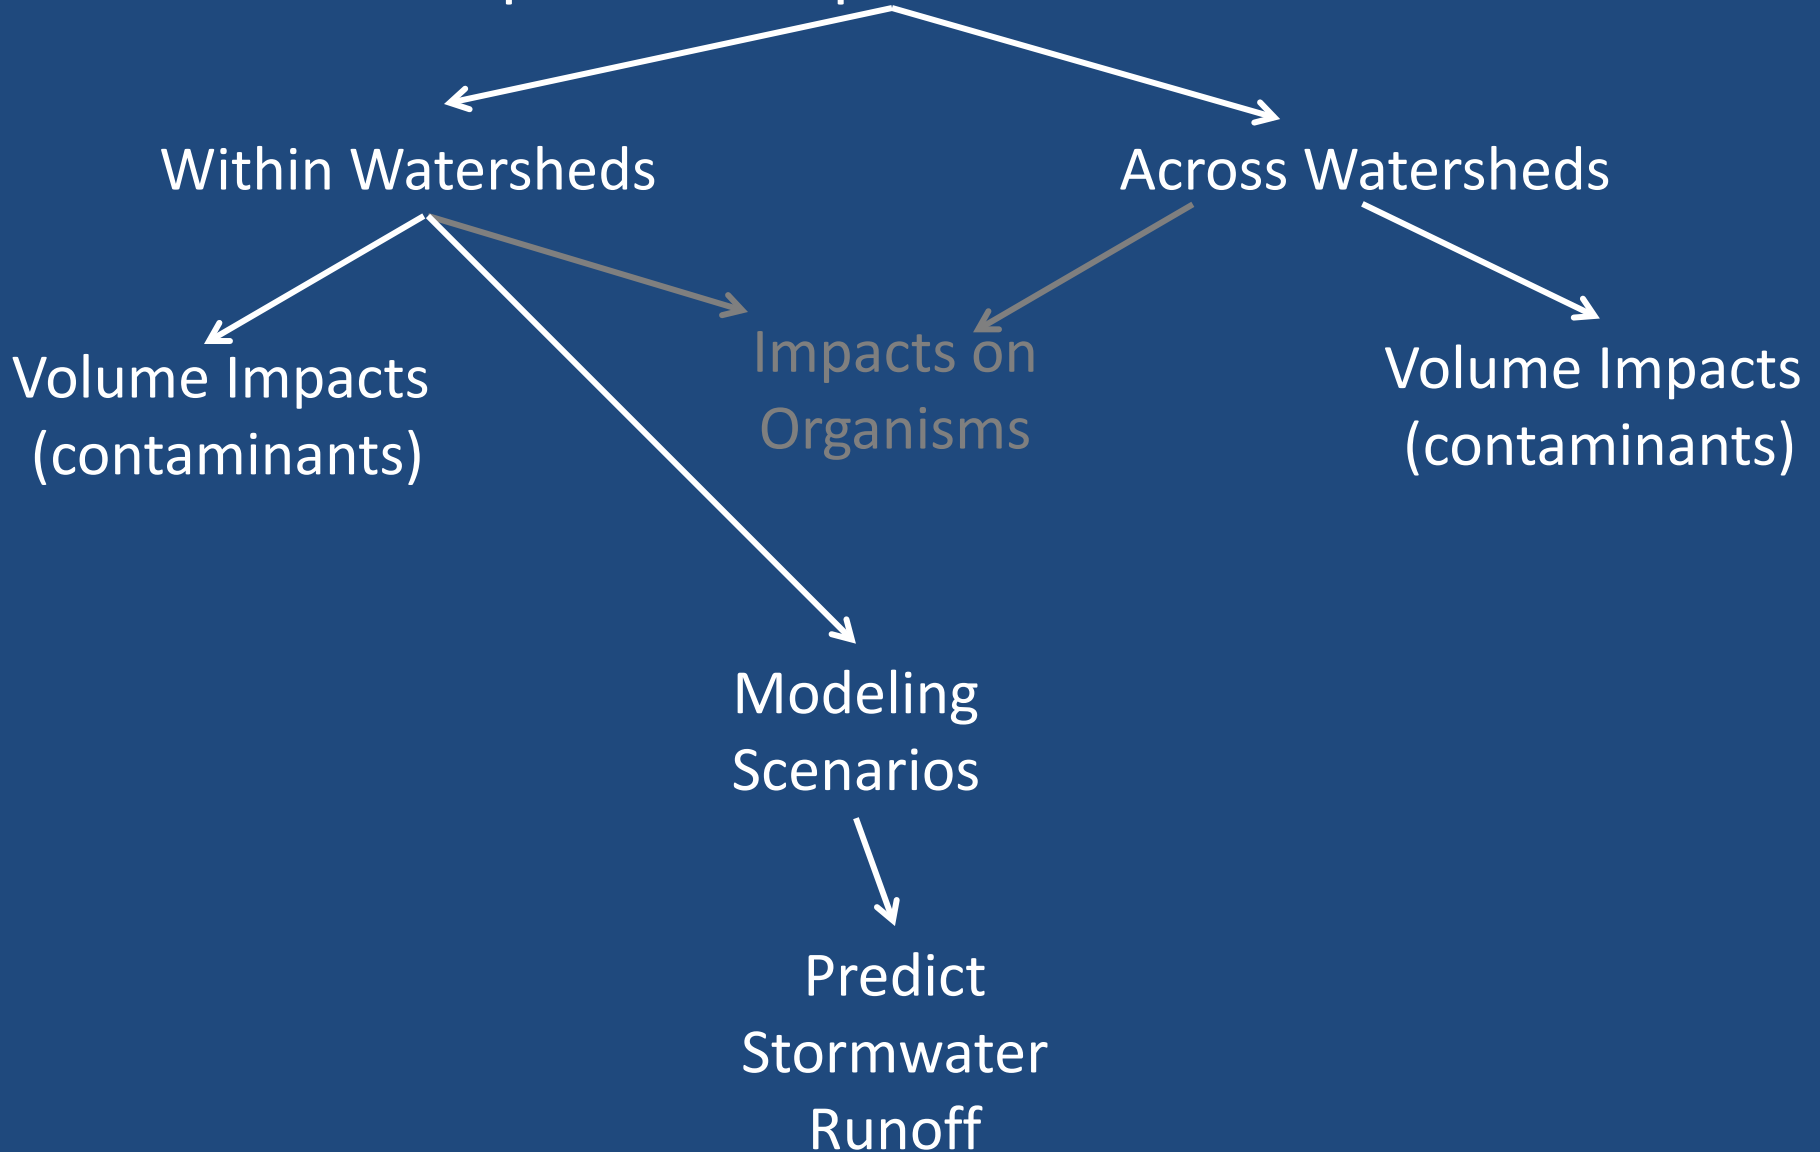 Within Watersheds
Across Watersheds
Volume Impacts
(contaminants)
Impacts on
Organisms
Volume Impacts
(contaminants)
Modeling
Scenarios
Predict
Stormwater
Runoff